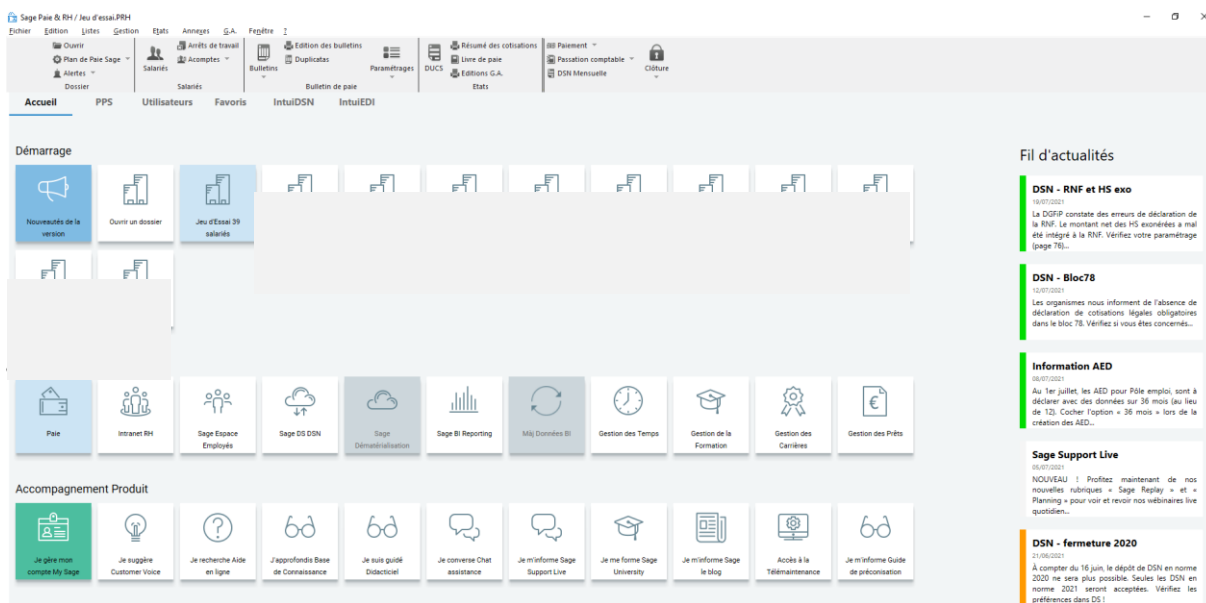 Sage Paie & RH / Jeu d'essai.PRH
Fichier Edition Listes Gestion Etats Annexes G.A. Fenêtre ?
Ouvrir
Plan de Paie Sage
Alertes
Dossier
Salariés
Arrêts de travail
Acomptes
Salariés
Bulletins
Edition des bulletins
Duplicatas
Paramétrages
Bulletin de paie
DUCS
Résumé des cotisations
Livre de paie
Editions G.A.
Etats
Paiement
Passation comptable
DSN Mensuelle
Clôture
Accueil PPS Utilisateurs Favoris IntuiDSN IntuiEDI
Démarrage
Nouveautés de la
version
Ouvrir un dossier
Jeu d'Essai 39
salariés
Paie
Intranet RH
Sage Espace
Employés
Sage DS DSN
Sage
Dématérialisation
Sage BI Reporting
Màj Données BI
Gestion des Temps
Gestion de la
Formation
Gestion des
Carrières
Gestion des Prêts
Accompagnement Produit
Je gère mon
compte My Sage
Je suggère
Customer Voice
Je recherche Aide
en ligne
J'approfondis Base
de Connaissance
Je suis guidé
Didacticiel
Je converse Chat
assistance
Je m'informe Sage
Support Live
Je me forme Sage
University
Je m'informe Sage
le blog
Accès à la
Télémaintenance
Je m'informe Guide
de préconisation
Fil d'actualités
DSN - RNF et HS exo
19/07/2021
La DGFiP constate des erreurs de déclaration de
la RNF. Le montant net des HS exonérées a mal
été intégré à la RNF. Vérifiez votre paramétrage
(page 76)...
DSN - Bloc78
12/07/2021
Les organismes nous informent de l'absence de
déclaration de cotisations légales obligatoires
dans le bloc 78. Vérifiez si vous êtes concernés...
Information AED
08/07/2021
Au 1er juillet, les AED pour Pôle emploi, sont à
déclarer avec des données sur 36 mois (au lieu
de 12). Cocher l'option « 36 mois » lors de la
création des AED...
Sage Support Live
05/07/2021
NOUVEAU ! Profitez maintenant de nos
nouvelles rubriques « Sage Replay » et «
Planning » pour voir et revoir nos wébinaires live
quotidien...
DSN - fermeture 2020
21/06/2021
À compter du 16 juin, le dépôt de DSN en norme
2020 ne sera plus possible. Seules les DSN en
norme 2021 seront acceptées. Vérifiez les
préférences dans DS !